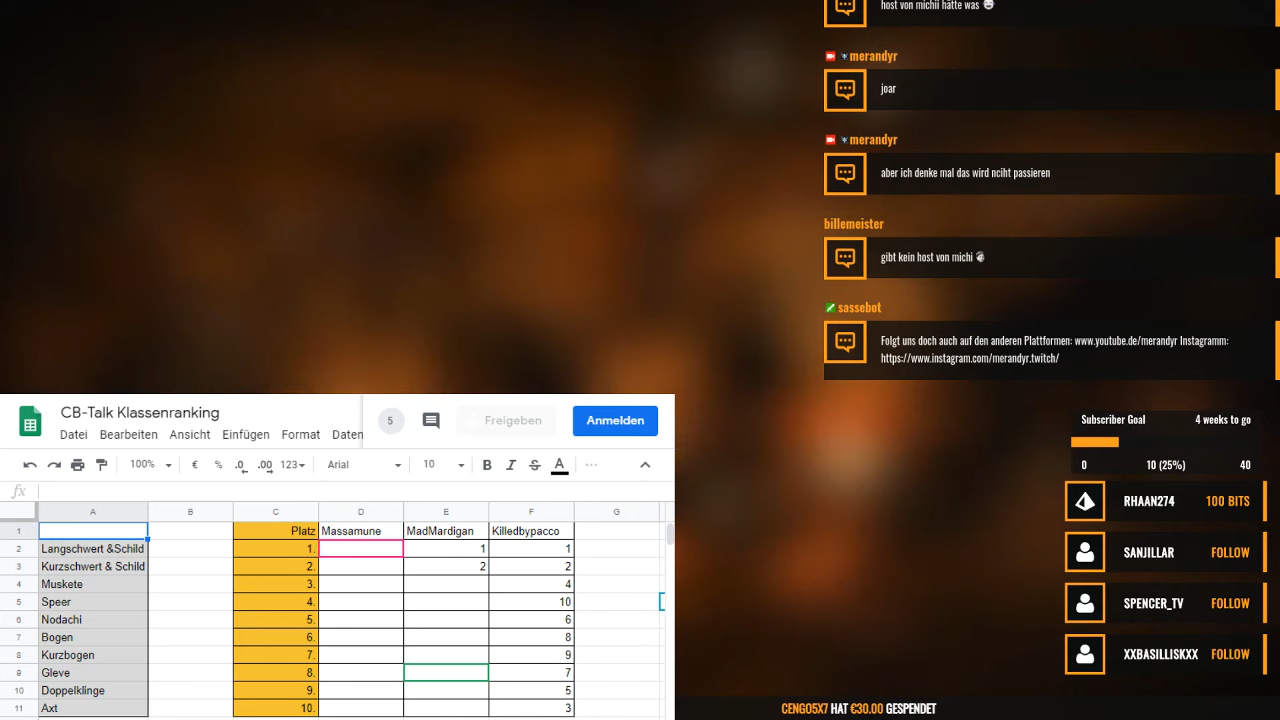 host von michii hätte was
merandyr
joar
merandyr
aber ich denke mal das wird nciht passieren
billemeister
gibt kein host von michi
sassebot
Folgt uns doch auch auf den anderen Plattformen: www.youtube.de/merandyr Instagramm:
https://www.instagram.com/merandyr.twitch/
Subscriber Goal 4 weeks to go
0 10 (25%) 40
RHAAN274 100 BITS
SANJILLAR FOLLOW
SPENCER_TV FOLLOW
XXBASILLISKXX FOLLOW
CENGO5X7 HAT €30.00 GESPENDET
CB-Talk Klassenranking
5 Freigeben Anmelden
Datei Bearbeiten Ansicht Einfügen Format Daten
100% € % .0 .00 123 Arial 10 B I S A
fx
A B C D E F G
1 Platz Massamune MadMardigan Killedbypacco
2 Langschwert &Schild 1. 1 1
3 Kurzschwert & Schild 2. 2 2
4 Muskete 3. 4
5 Speer 4. 10
6 Nodachi 5. 6
7 Bogen 6. 8
8 Kurzbogen 7. 9
9 Gleve 8. 7
10 Doppelklinge 9. 5
11 Axt 10. 3